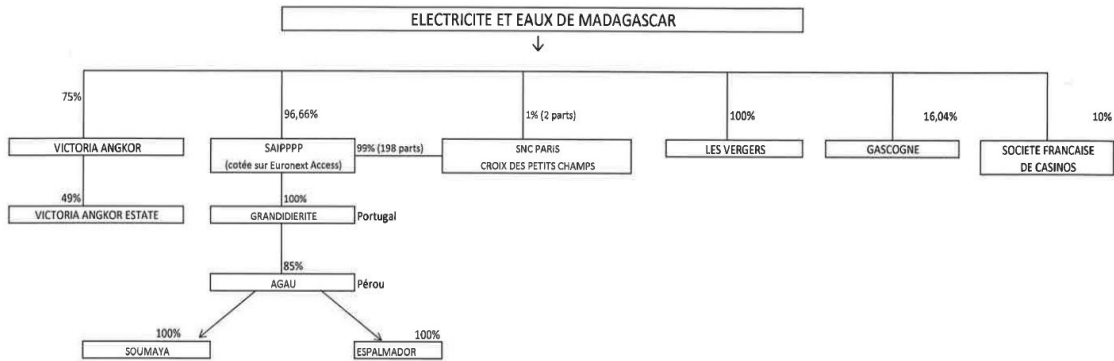 ELECTRICITE ET EAUX DE MADAGASCAR
75%
96,66%
1% (2 parts)
100%
16,04%
10%
VICTORIA ANGKOR
SAIPPPP
(cotée sur Euronext Access)
99% (198 parts)
SNC PARIS
CROIX DES PETITS CHAMPS
LES VERGERS
GASCOGNE
SOCIETE FRANCAISE
DE CASINOS
49%
VICTORIA ANGKOR ESTATE
100%
GRANDIDIERITE
Portugal
85%
AGAU
Pérou
100%
SOUMAYA
100%
ESPALMADOR